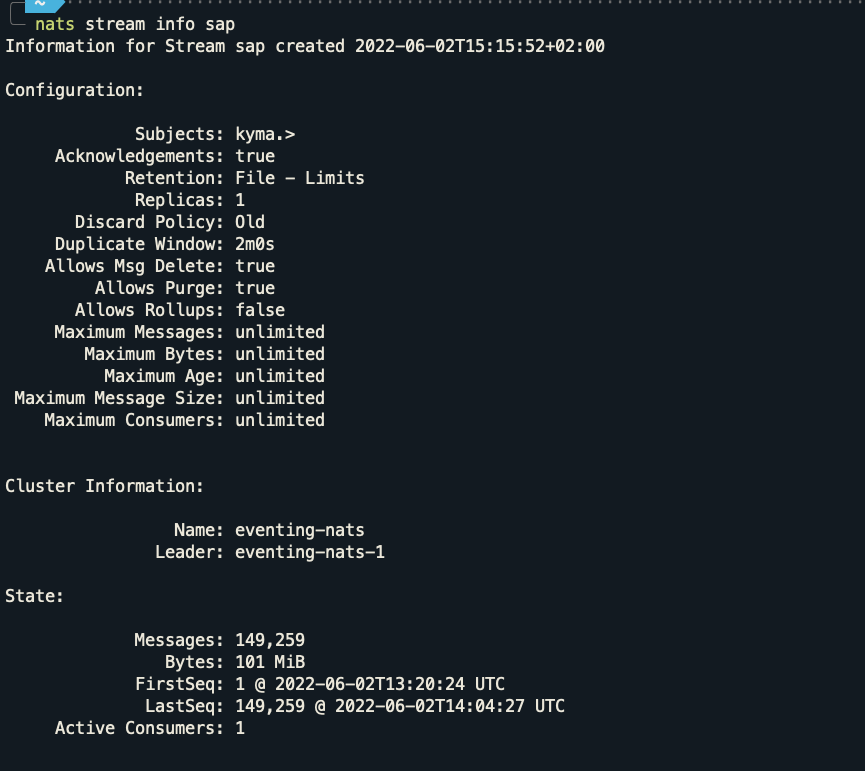 ~
nats stream info sap
Information for Stream sap created 2022-06-02T15:15:52+02:00
Configuration:
Subjects: kyma.>
Acknowledgements: true
Retention: File - Limits
Replicas: 1
Discard Policy: Old
Duplicate Window: 2m0s
Allows Msg Delete: true
Allows Purge: true
Allows Rollups: false
Maximum Messages: unlimited
Maximum Bytes: unlimited
Maximum Age: unlimited
Maximum Message Size: unlimited
Maximum Consumers: unlimited
Cluster Information:
Name: eventing-nats
Leader: eventing-nats-1
State:
Messages: 149,259
Bytes: 101 MiB
FirstSeq: 1 @ 2022-06-02T13:20:24 UTC
LastSeq: 149,259 @ 2022-06-02T14:04:27 UTC
Active Consumers: 1